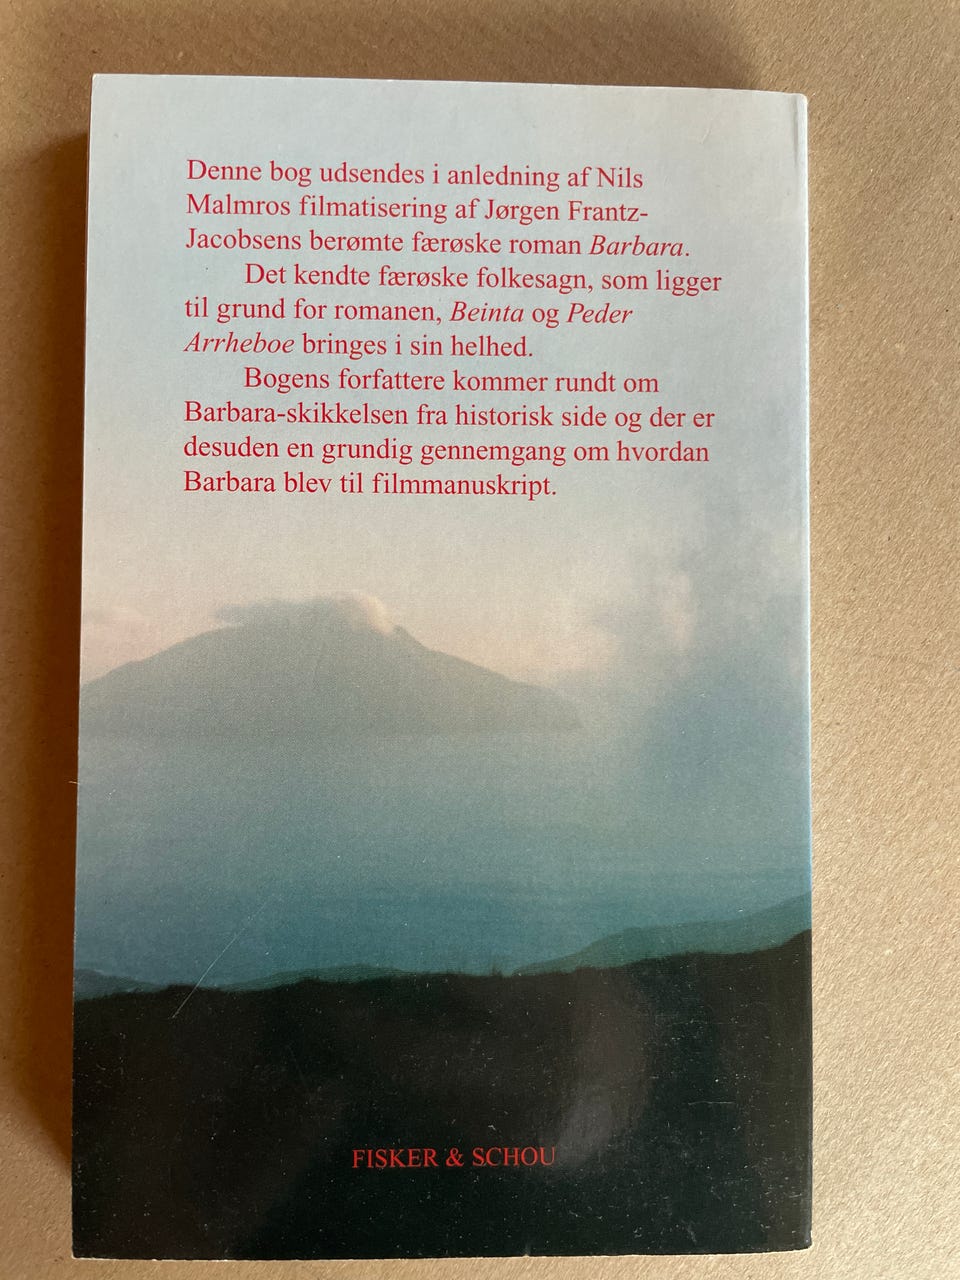 Denne bog udsendes i anledning af Nils
Malmros filmatisering af Jørgen Frantz-
Jacobsens berømte færøske roman Barbara.
Det kendte færøske folkesagn, som ligger
til grund for romanen, Beinta og Peder
Arrheboe bringes i sin helhed.
Bogens forfattere kommer rundt om
Barbara-skikkelsen fra historisk side og der er
desuden en grundig gennemgang om hvordan
Barbara blev til filmmanuskript.
FISKER & SCHOU